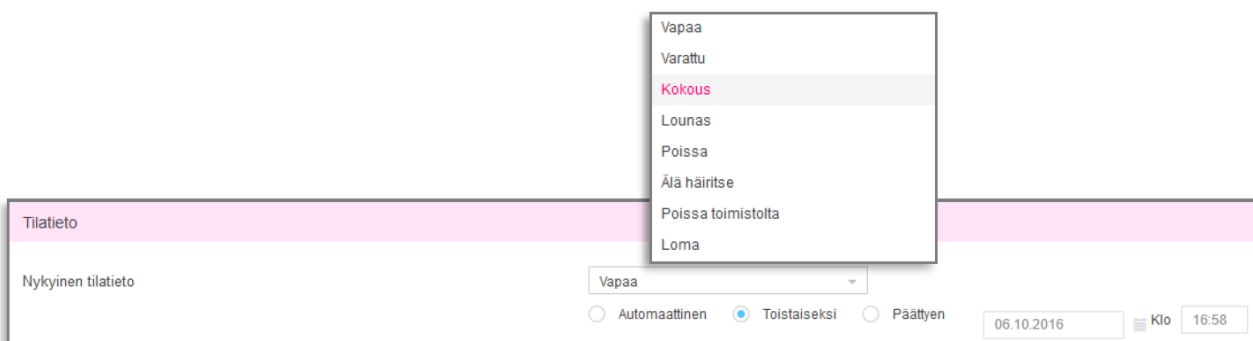 Vapaa
Varattu
Kokous
Lounas
Poissa
Älä häiritse
Poissa toimistolta
Loma
Tilatieto
Nykyinen tilatieto Vapaa
Automaattinen Toistaiseksi Päättyen 06.10.2016 Klo 16:58